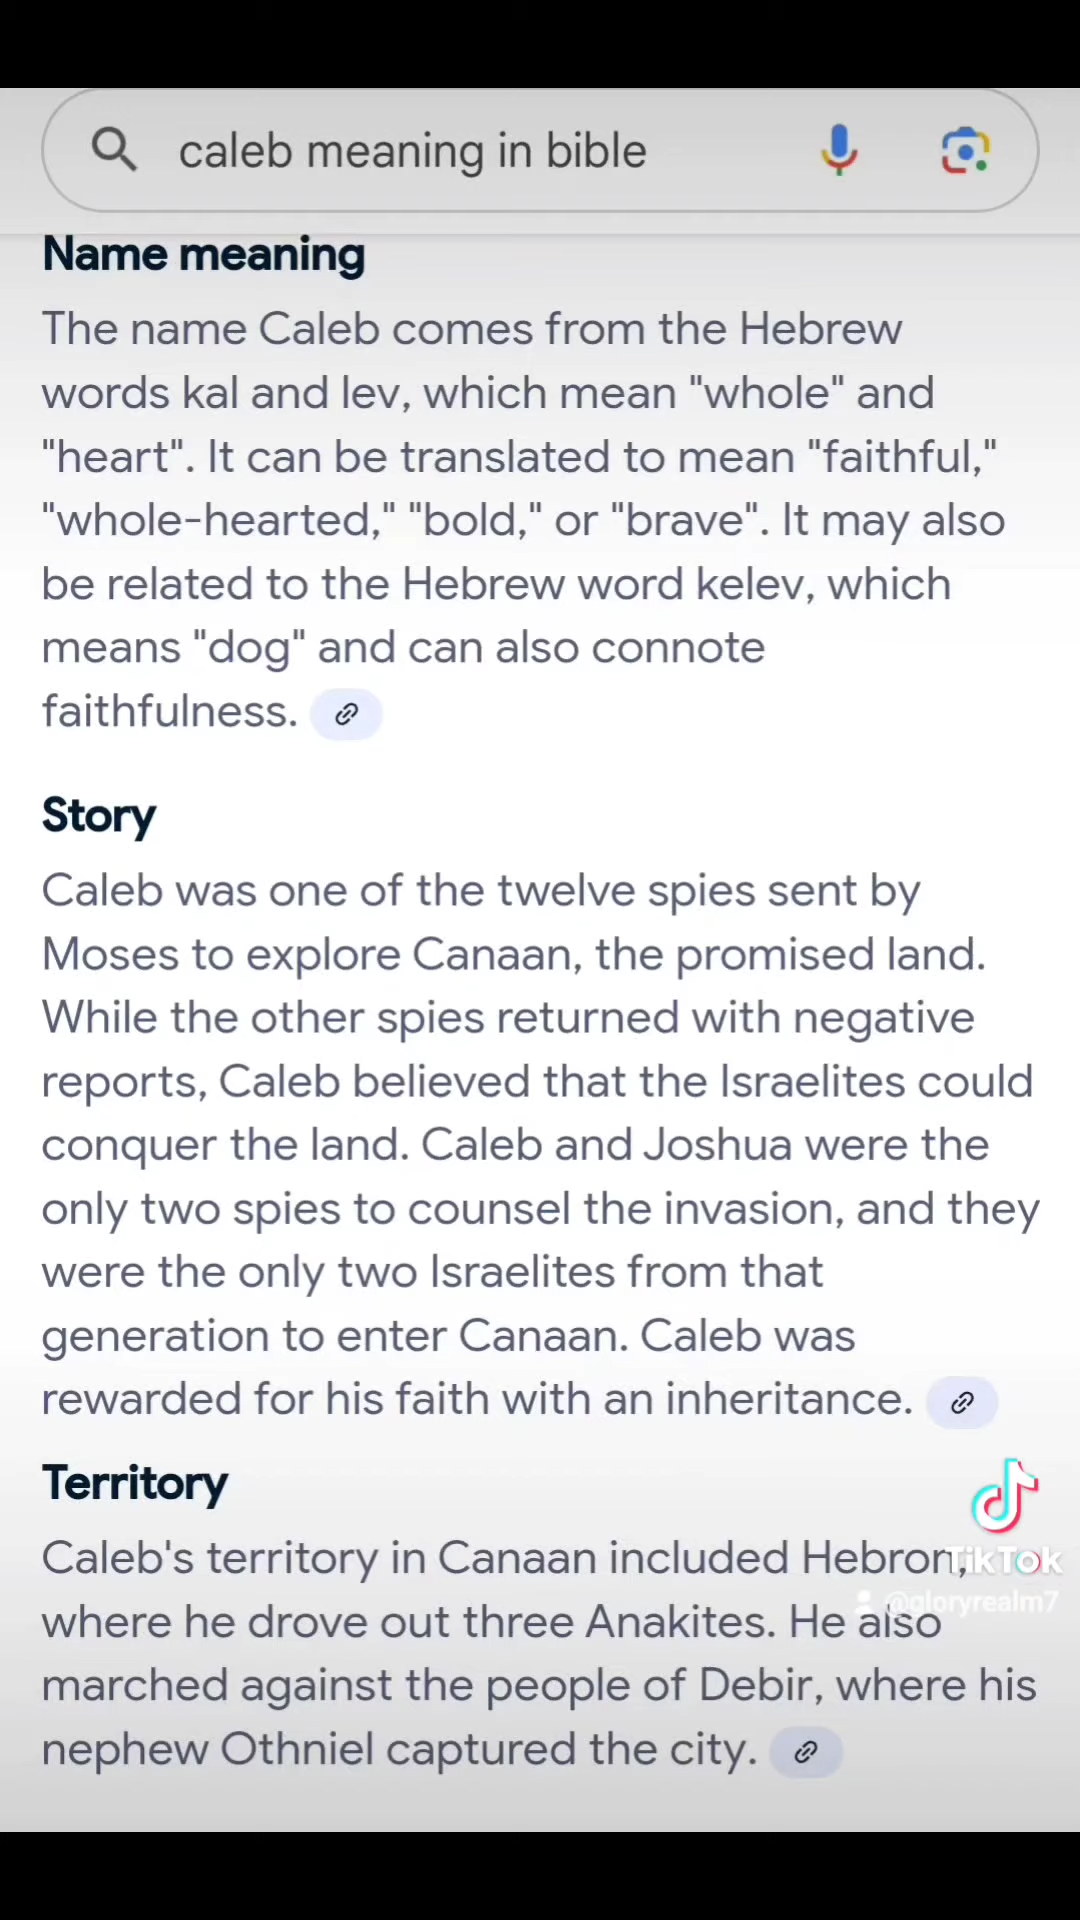 caleb meaning in bible
Name meaning
The name Caleb comes from the Hebrew
words kal and lev, which mean "whole" and
"heart". It can be translated to mean "faithful,"
"whole-hearted," "bold," or "brave". It may also
be related to the Hebrew word kelev, which
means "dog" and can also connote
faithfulness.
Story
Caleb was one of the twelve spies sent by
Moses to explore Canaan, the promised land.
While the other spies returned with negative
reports, Caleb believed that the Israelites could
conquer the land. Caleb and Joshua were the
only two spies to counsel the invasion, and they
were the only two Israelites from that
generation to enter Canaan. Caleb was
rewarded for his faith with an inheritance.
Territory
Caleb's territory in Canaan included Hebron,
TikTok
@gloryrealm7
where he drove out three Anakites. He also
marched against the people of Debir, where his
nephew Othniel captured the city.